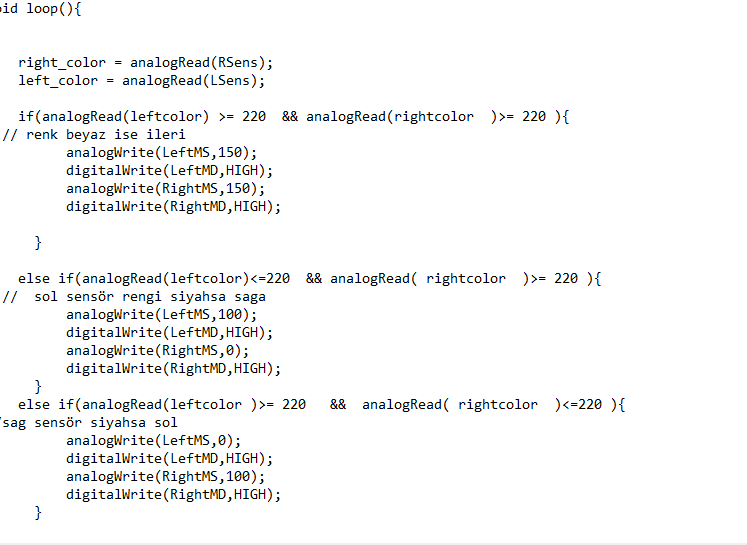 id loop(){
right_color = analogRead(RSens);
left_color = analogRead(LSens);
if(analogRead(leftcolor) >= 220  && analogRead(rightcolor  )>= 220 ){
// renk beyaz ise ileri
analogWrite(LeftMS,150);
digitalWrite(LeftMD,HIGH);
analogWrite(RightMS,150);
digitalWrite(RightMD,HIGH);
}
else if(analogRead(leftcolor)<=220  && analogRead( rightcolor  )>= 220 ){
//  sol sensör rengi siyahsa saga
analogWrite(LeftMS,100);
digitalWrite(LeftMD,HIGH);
analogWrite(RightMS,0);
digitalWrite(RightMD,HIGH);
}
else if(analogRead(leftcolor )>= 220   &&  analogRead( rightcolor  )<=220 ){
/sag sensör siyahsa sol
analogWrite(LeftMS,0);
digitalWrite(LeftMD,HIGH);
analogWrite(RightMS,100);
digitalWrite(RightMD,HIGH);
}